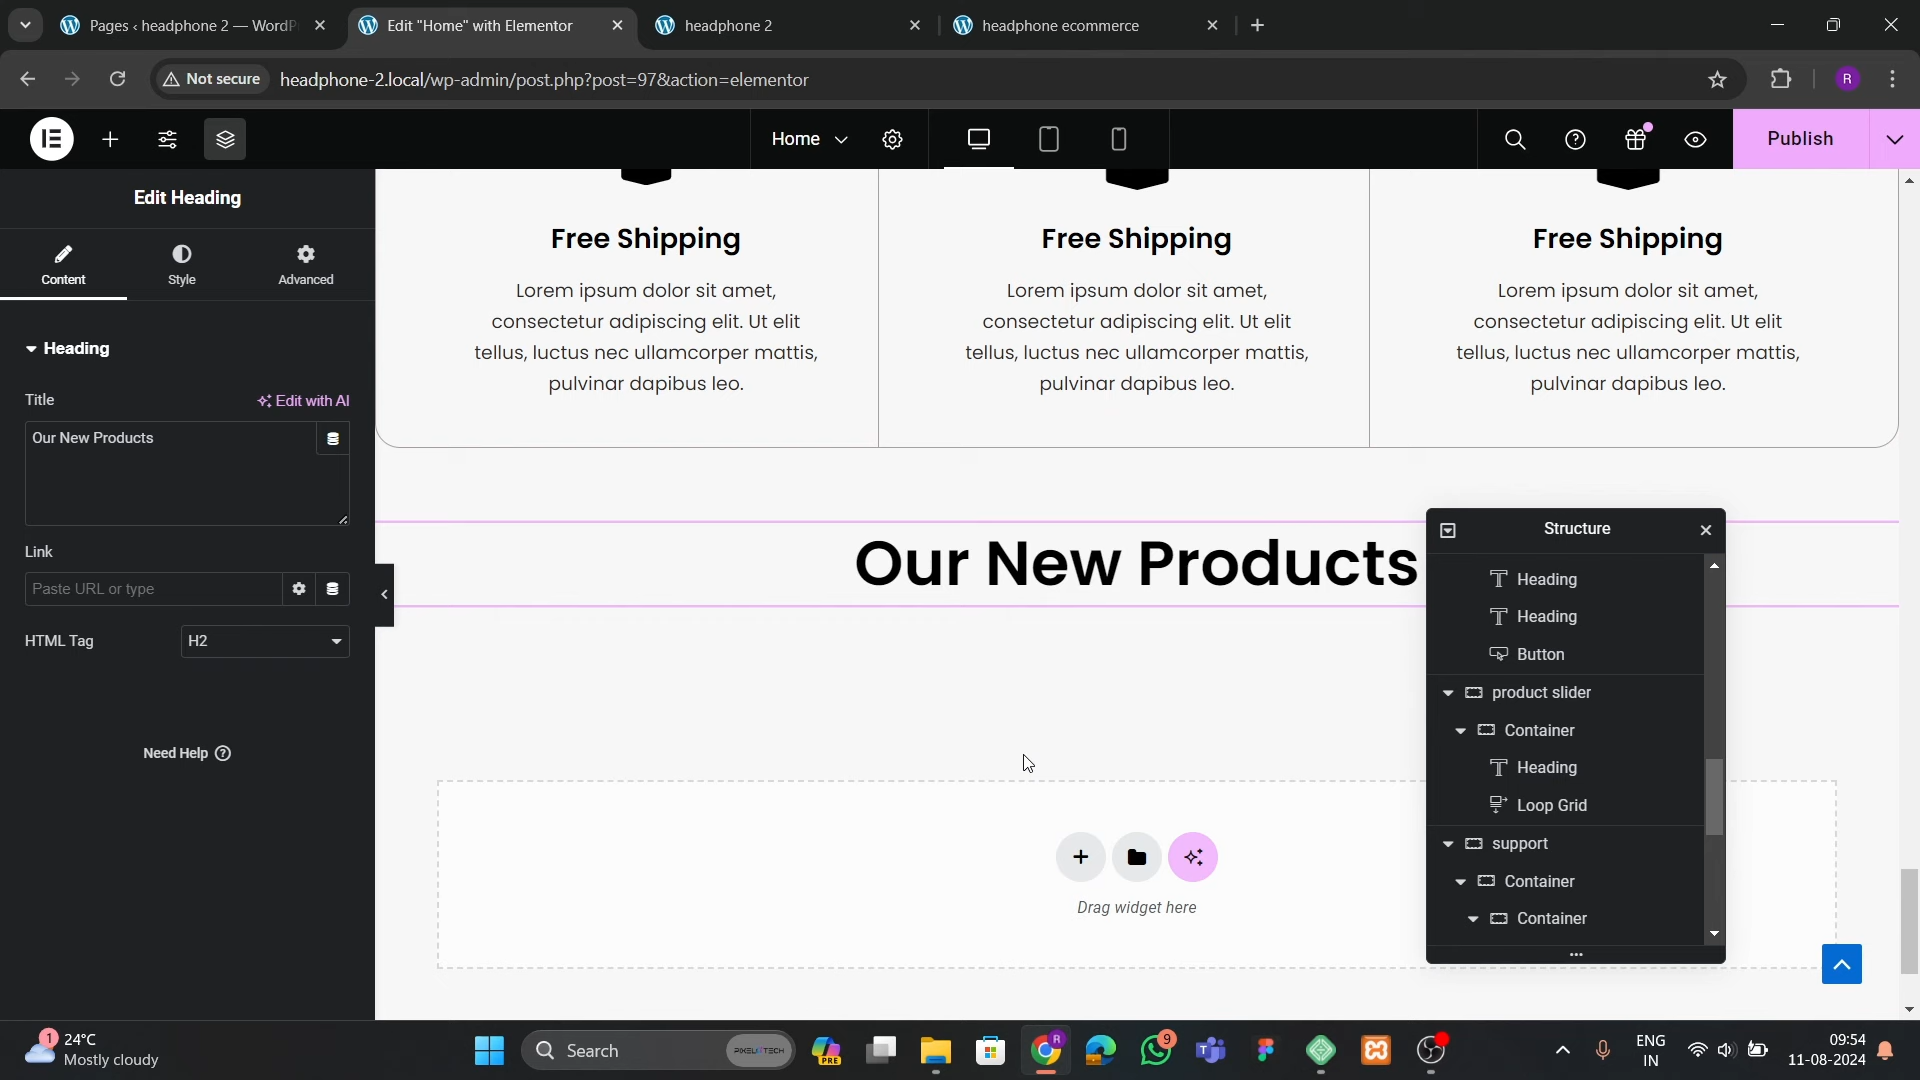 Pages ‹ headphone 2 — WordP
Edit "Home" with Elementor
headphone 2
headphone ecommerce
Not secure
headphone-2.local/wp-admin/post.php?post=97&action=elementor
R
Home
Publish
Edit Heading
Content
Style
Advanced
Heading
Title
Edit with AI
Our New Products
Link
Paste URL or type
HTML Tag
H2
Need Help
Free Shipping
Lorem ipsum dolor sit amet,
consectetur adipiscing elit. Ut elit
tellus, luctus nec ullamcorper mattis,
pulvinar dapibus leo.
Free Shipping
Lorem ipsum dolor sit amet,
consectetur adipiscing elit. Ut elit
tellus, luctus nec ullamcorper mattis,
pulvinar dapibus leo.
Free Shipping
Lorem ipsum dolor sit amet,
consectetur adipiscing elit. Ut elit
tellus, luctus nec ullamcorper mattis,
pulvinar dapibus leo.
Our New Products
Drag widget here
Structure
Heading
Heading
Button
product slider
Container
Heading
Loop Grid
support
Container
Container
1
24°C
Mostly cloudy
Search
PRE
R
9
ENG
IN
09:54
11-08-2024